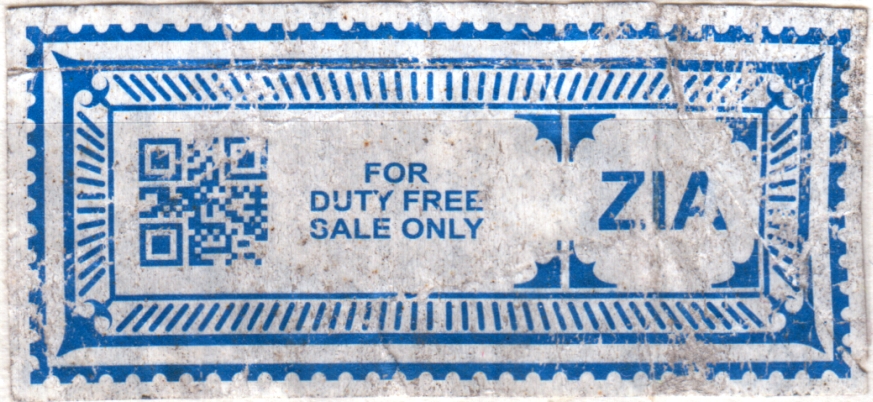 FOR
DUTY FREE
SALE ONLY
ZIA